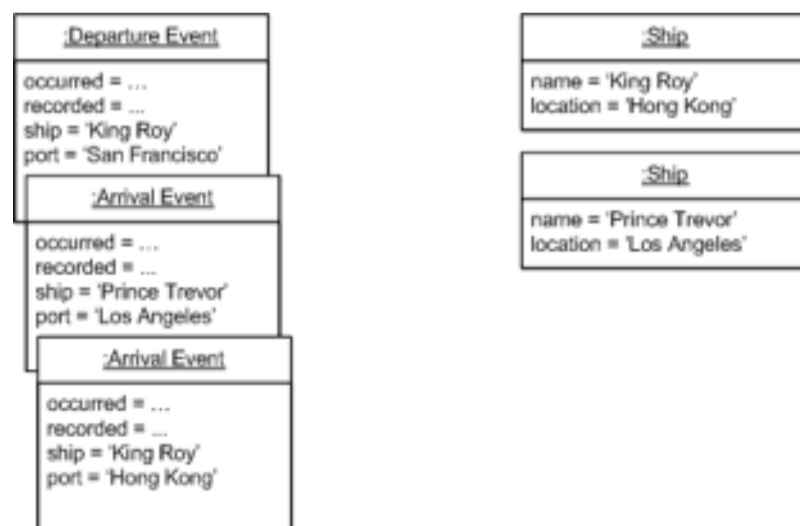 :Departure Event
occurred = ...
recorded = ...
ship = 'King Roy'
port = 'San Francisco'
:Arrival Event
occurred = ...
recorded = ...
ship = 'Prince Trevor'
port = 'Los Angeles'
:Arrival Event
occurred = ...
recorded = ...
ship = 'King Roy'
port = 'Hong Kong'
:Ship
name = 'King Roy'
location = 'Hong Kong'
:Ship
name = 'Prince Trevor'
location = 'Los Angeles'